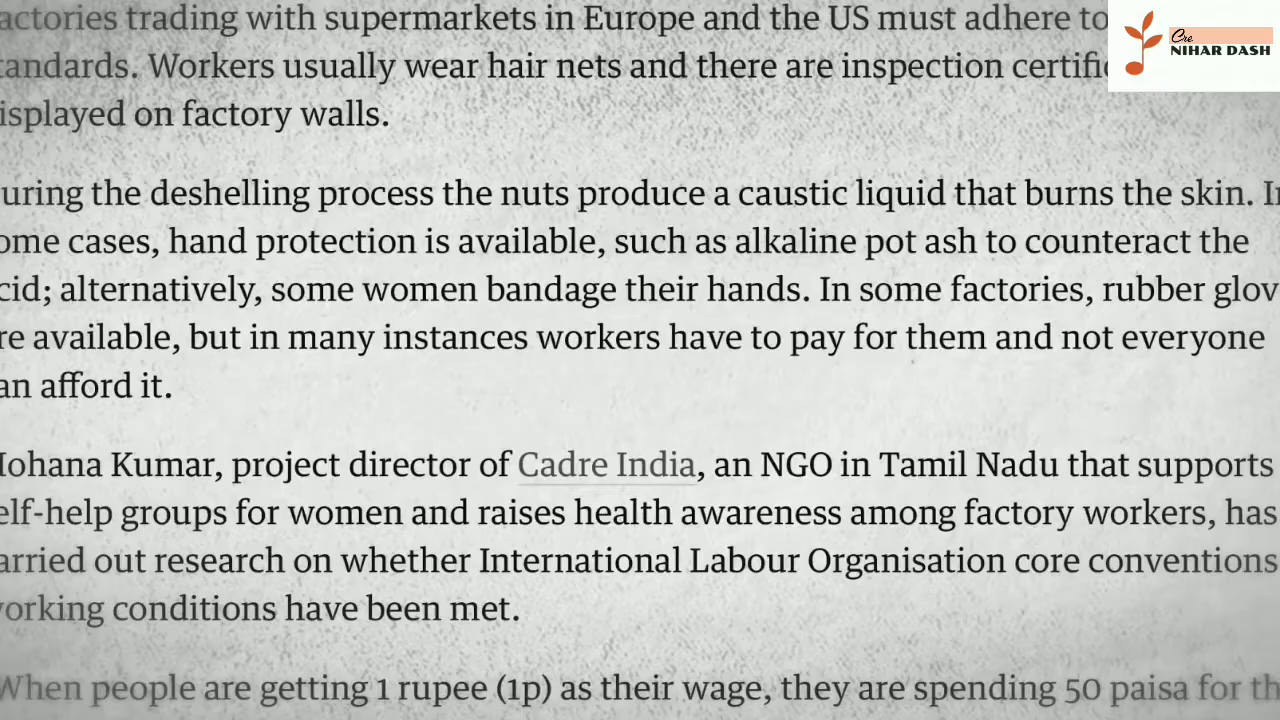 actories trading with supermarkets in Europe and the US must adhere to
tandards. Workers usually wear hair nets and there are inspection certific
isplayed on factory walls.
uring the deshelling process the nuts produce a caustic liquid that burns the skin. In
ome cases, hand protection is available, such as alkaline pot ash to counteract the
cid; alternatively, some women bandage their hands. In some factories, rubber glov
re available, but in many instances workers have to pay for them and not everyone
an afford it.
Mohana Kumar, project director of Cadre India, an NGO in Tamil Nadu that supports
elf-help groups for women and raises health awareness among factory workers, has
arried out research on whether International Labour Organisation core conventions
working conditions have been met.
When people are getting 1 rupee (1p) as their wage, they are spending 50 paisa for th
Cre
NIHAR DASH